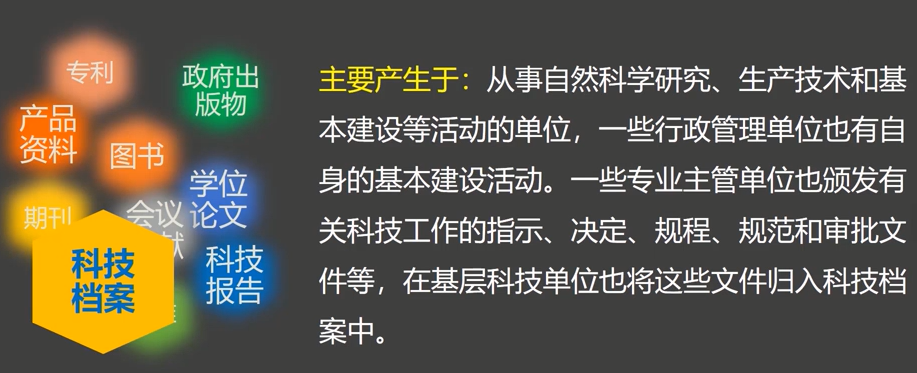 专利
政府出
版物
产品
资料
图书
学位
论文
期刊
会议
献
科技
报告
科技
档案
主要产生于：从事自然科学研究、生产技术和基
本建设等活动的单位，一些行政管理单位也有自
身的基本建设活动。一些专业主管单位也颁发有
关科技工作的指示、决定、规程、规范和审批文
件等，在基层科技单位也将这些文件归入科技档
案中。